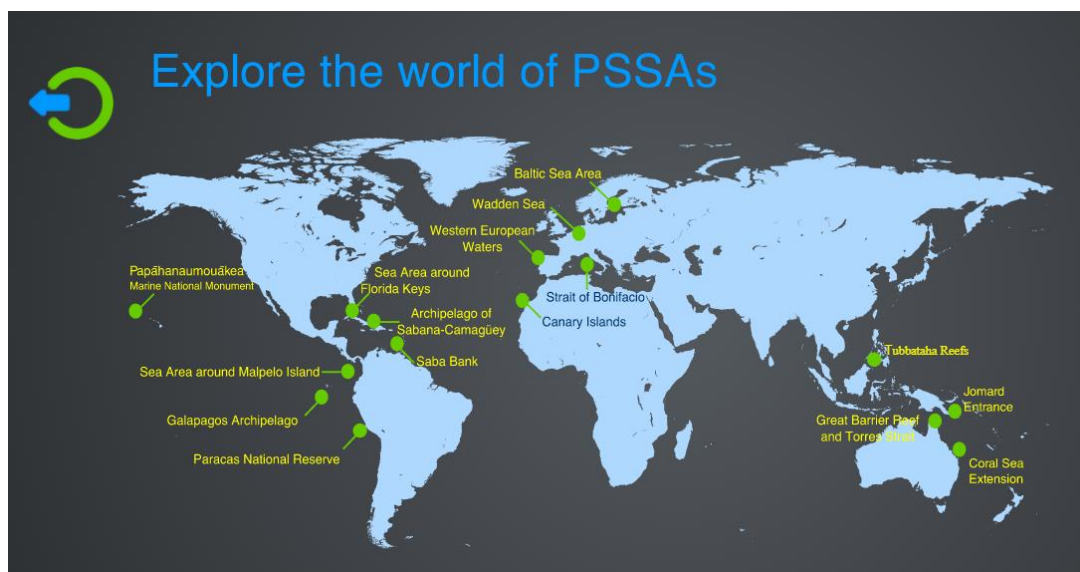 Explore the world of PSSAs
Baltic Sea Area
Wadden Sea
Western European
Waters
Papāhanaumouākea
Marine National Monument
Sea Area around
Florida Keys
Strait of Bonifacio
Archipelago of
Sabana-Camagüey
Canary Islands
Saba Bank
Tubbataha Reefs
Sea Area around Malpelo Island
Jomard
Entrance
Galapagos Archipelago
Great Barrier Reef
and Torres Strait
Paracas National Reserve
Coral Sea
Extension